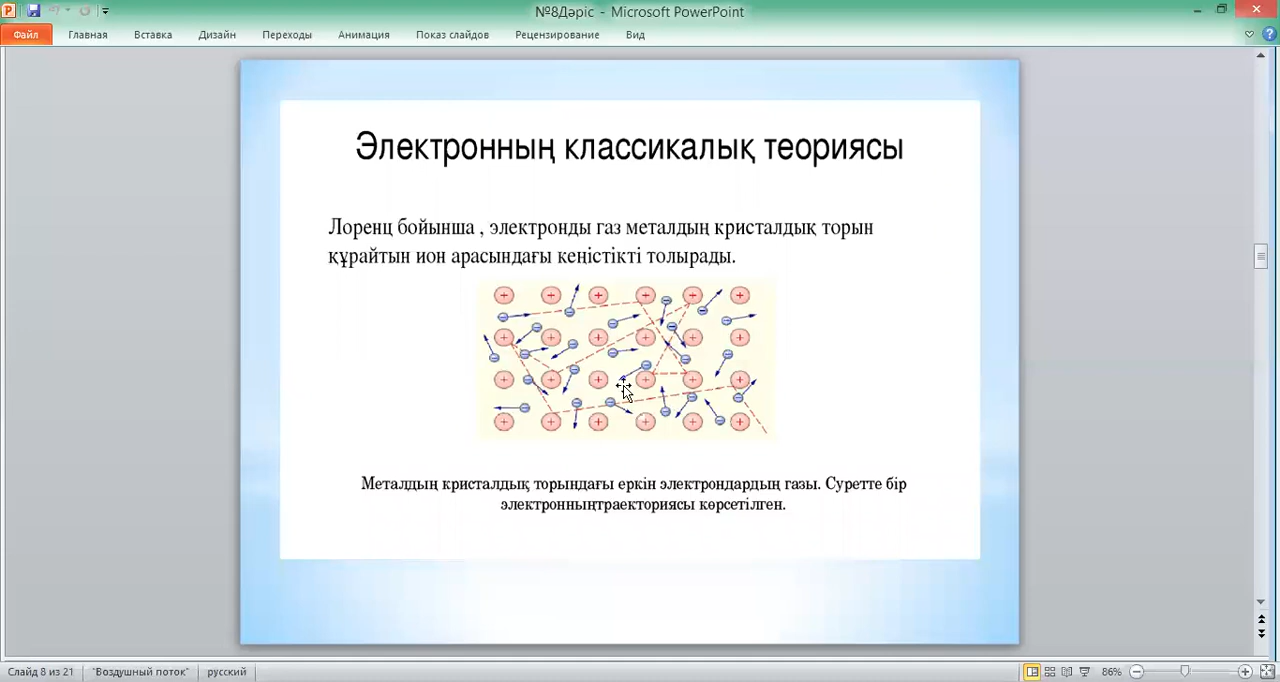 №8Дәріс - Microsoft PowerPoint
Файл Главная Вставка Дизайн Переходы Анимация Показ слайдов Рецензирование Вид
Электронның классикалық теориясы
Лоренц бойынша , электронды газ металдың кристалдық торын
құрайтын ион арасындағы кеңістікті толырады.
Металдың кристалдық торындағы еркін электрондардың газы. Суретте бір
электронныңтраекториясы көрсетілген.
Слайд 8 из 21 "Воздушный поток" русский 86%